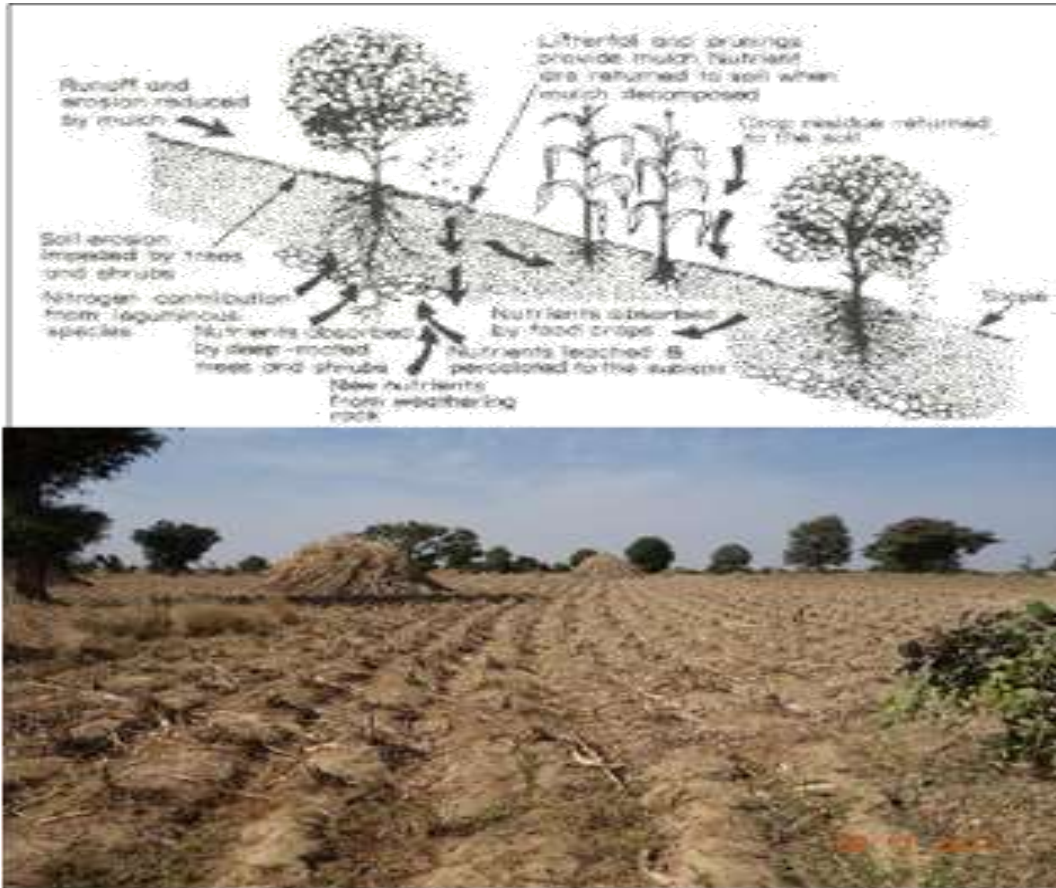 Runoff and
erosion reduced
by mulch
Litterfall and prunings
provide mulch Nutrient
are returned to soil when
mulch decomposed
Crop residue returned
to the soil
Soil erosion
impeded by trees
and shrubs
Nitrogen contribution
from leguminous
species
Nutrients absorbed
by deep-rooted
trees and shrubs
New nutrients
from weathering
rock
Nutrients leached &
percolated to the subsoil
Nutrients absorbed
by food crops
Slope